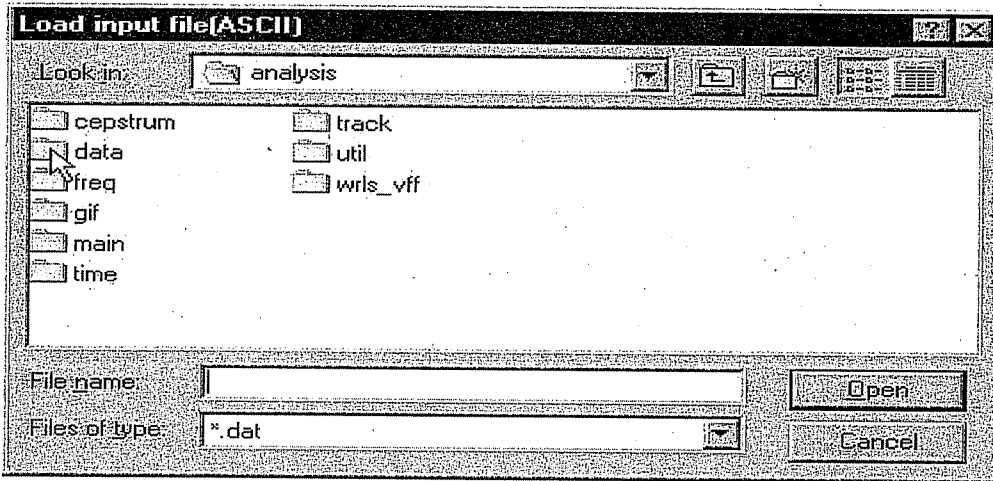 Load input file(ASCII)
Look in:
analysis
cepstrum
data
freq
gif
main
time
track
util
wrls_vff
File name:
Open
Files of type:
*.dat
Cancel